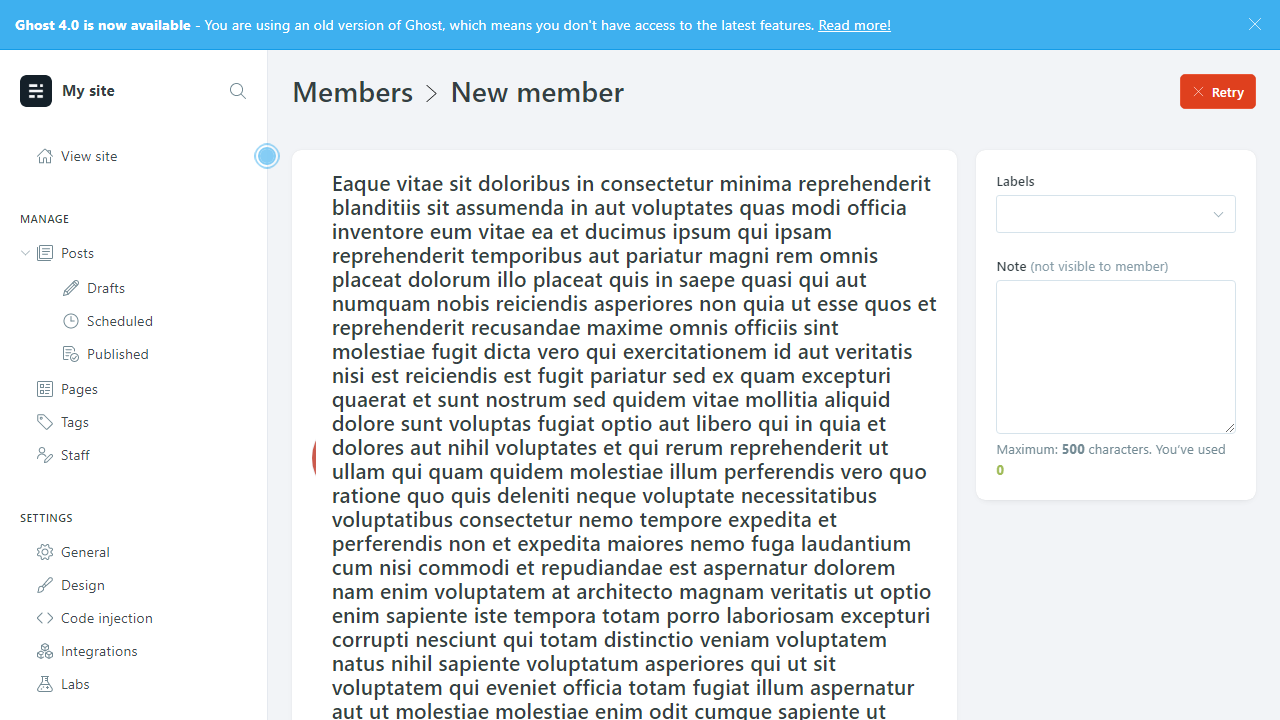 Ghost 4.0 is now available - You are using an old version of Ghost, which means you don't have access to the latest features. Read more!
My site
View site
MANAGE
Posts
Drafts
Scheduled
Published
Pages
Tags
Staff
SETTINGS
General
Design
Code injection
Integrations
Labs
Members > New member
Retry
Eaque vitae sit doloribus in consectetur minima reprehenderit
blanditiis sit assumenda in aut voluptates quas modi officia
inventore eum vitae ea et ducimus ipsum qui ipsam
reprehenderit temporibus aut pariatur magni rem omnis
placeat dolorum illo placeat quis in saepe quasi qui aut
numquam nobis reiciendis asperiores non quia ut esse quos et
reprehenderit recusandae maxime omnis officiis sint
molestiae fugit dicta vero qui exercitationem id aut veritatis
nisi est reiciendis est fugit pariatur sed ex quam excepturi
quaerat et sunt nostrum sed quidem vitae mollitia aliquid
dolore sunt voluptas fugiat optio aut libero qui in quia et
dolores aut nihil voluptates et qui rerum reprehenderit ut
ullam qui quam quidem molestiae illum perferendis vero quo
ratione quo quis deleniti neque voluptate necessitatibus
voluptatibus consectetur nemo tempore expedita et
perferendis non et expedita maiores nemo fuga laudantium
cum nisi commodi et repudiandae est aspernatur dolorem
nam enim voluptatem at architecto magnam veritatis ut optio
enim sapiente iste tempora totam porro laboriosam excepturi
corrupti nesciunt qui totam distinctio veniam voluptatem
natus nihil sapiente voluptatum asperiores qui ut sit
voluptatem qui eveniet officia totam fugiat illum aspernatur
aut ut molestiae molestiae enim odit cumque sapiente ut
Labels
Note (not visible to member)
Maximum: 500 characters. You've used
0